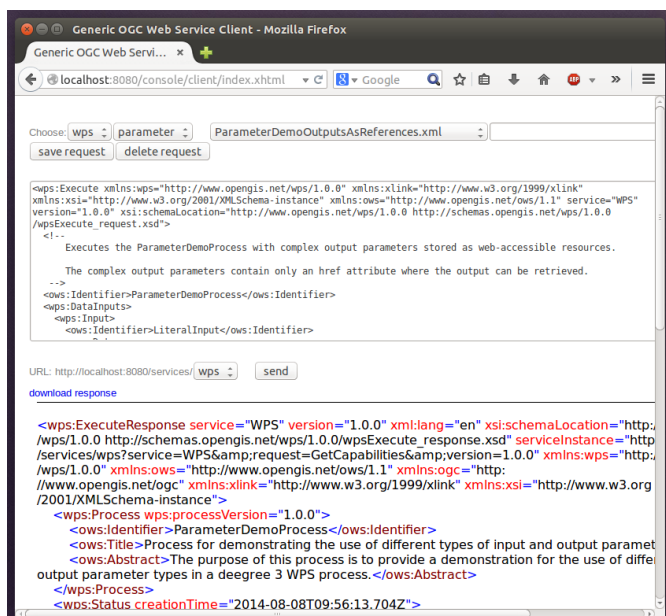 Generic OGC Web Service Client - Mozilla Firefox
Generic OGC Web Servi... ×
localhost:8080/console/client/index.xhtml Google
Choose: wps parameter ParameterDemoOutputsAsReferences.xml
save request delete request
<wps:Execute xmlns:wps="http://www.opengis.net/wps/1.0.0" xmlns:xlink="http://www.w3.org/1999/xlink"
xmlns:xsi="http://www.w3.org/2001/XMLSchema-instance" xmlns:ows="http://www.opengis.net/ows/1.1" service="WPS"
version="1.0.0" xsi:schemaLocation="http://www.opengis.net/wps/1.0.0 http://schemas.opengis.net/wps/1.0.0
/wpsExecute_request.xsd">
<!--
Executes the ParameterDemoProcess with complex output parameters stored as web-accessible resources.
The complex output parameters contain only an href attribute where the output can be retrieved.
-->
<ows:Identifier>ParameterDemoProcess</ows:Identifier>
<wps:DataInputs>
<wps:Input>
<ows:Identifier>LiteralInput</ows:Identifier>
URL: http://localhost:8080/services/ wps send
download response
<wps:ExecuteResponse service="WPS" version="1.0.0" xml:lang="en" xsi:schemaLocation="http:/
/wps/1.0.0 http://schemas.opengis.net/wps/1.0.0/wpsExecute_response.xsd" serviceInstance="http
/services/wps?service=WPS&amp;request=GetCapabilities&amp;version=1.0.0" xmlns:wps="http:/
/wps/1.0.0" xmlns:ows="http://www.opengis.net/ows/1.1" xmlns:ogc="http:
//www.opengis.net/ogc" xmlns:xlink="http://www.w3.org/1999/xlink" xmlns:xsi="http://www.w3.org
/2001/XMLSchema-instance">
<wps:Process wps:processVersion="1.0.0">
<ows:Identifier>ParameterDemoProcess</ows:Identifier>
<ows:Title>Process for demonstrating the use of different types of input and output paramet
<ows:Abstract>The purpose of this process is to provide a demonstration for the use of differ
output parameter types in a deegree 3 WPS process.</ows:Abstract>
</wps:Process>
<wps:Status creationTime="2014-08-08T09:56:13.704Z">